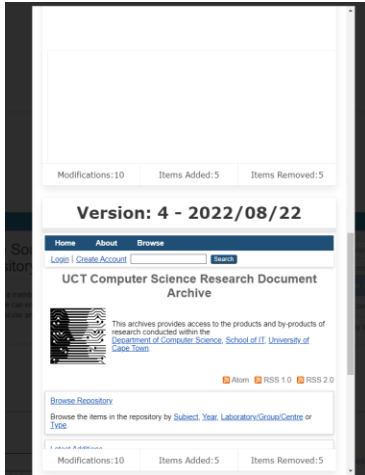 Modifications:10 Items Added:5 Items Removed:5
Version: 4 - 2022/08/22
Home About Browse
Login | Create Account Search
UCT Computer Science Research Document
Archive
This archives provides access to the products and by-products of
research conducted within the
Department of Computer Science, School of IT, University of
Cape Town.
Atom RSS 1.0 RSS 2.0
Browse Repository
Browse the items in the repository by Subject, Year, Laboratory/Group/Centre or
Type.
Latest Additions
Modifications:10 Items Added:5 Items Removed:5